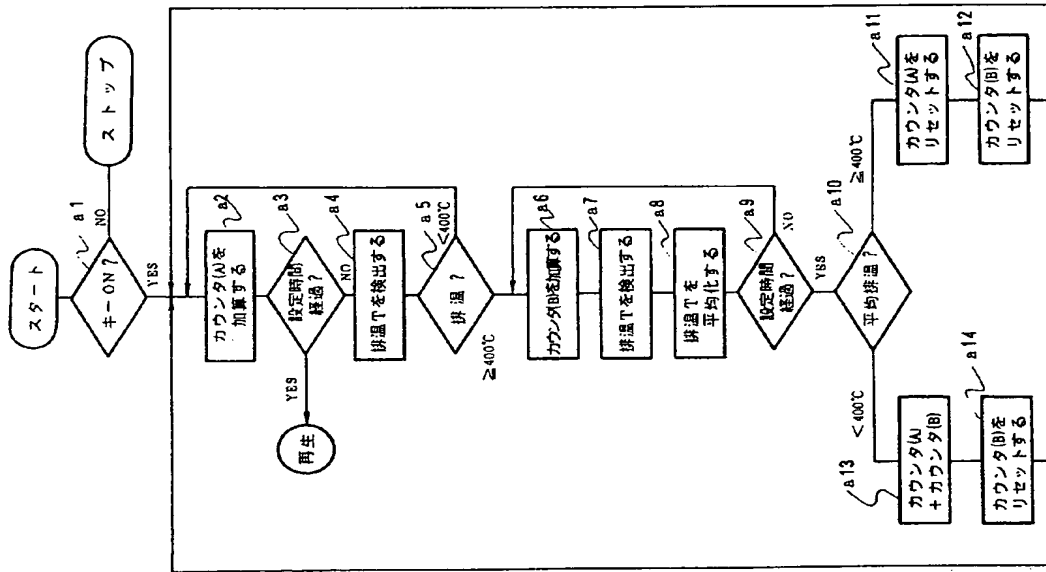 スタート
a1
キーON?
NO
ストップ
YES
a2
カウンタ(A)を
加算する
a3
設定時間
経過?
YES
再生
NO
a4
排温Tを検出する
a5
排温?
<400℃
≧400℃
a6
カウンタ(B)を加算する
a7
排温Tを検出する
a8
排温Tを
平均化する
a9
設定時間
経過?
NO
YES
a10
平均排温?
≧400℃
a11
カウンタ(A)を
リセットする
a12
カウンタ(B)を
リセットする
<400℃
a13
カウンタ(A)
+カウンタ(B)
a14
カウンタ(B)を
リセットする